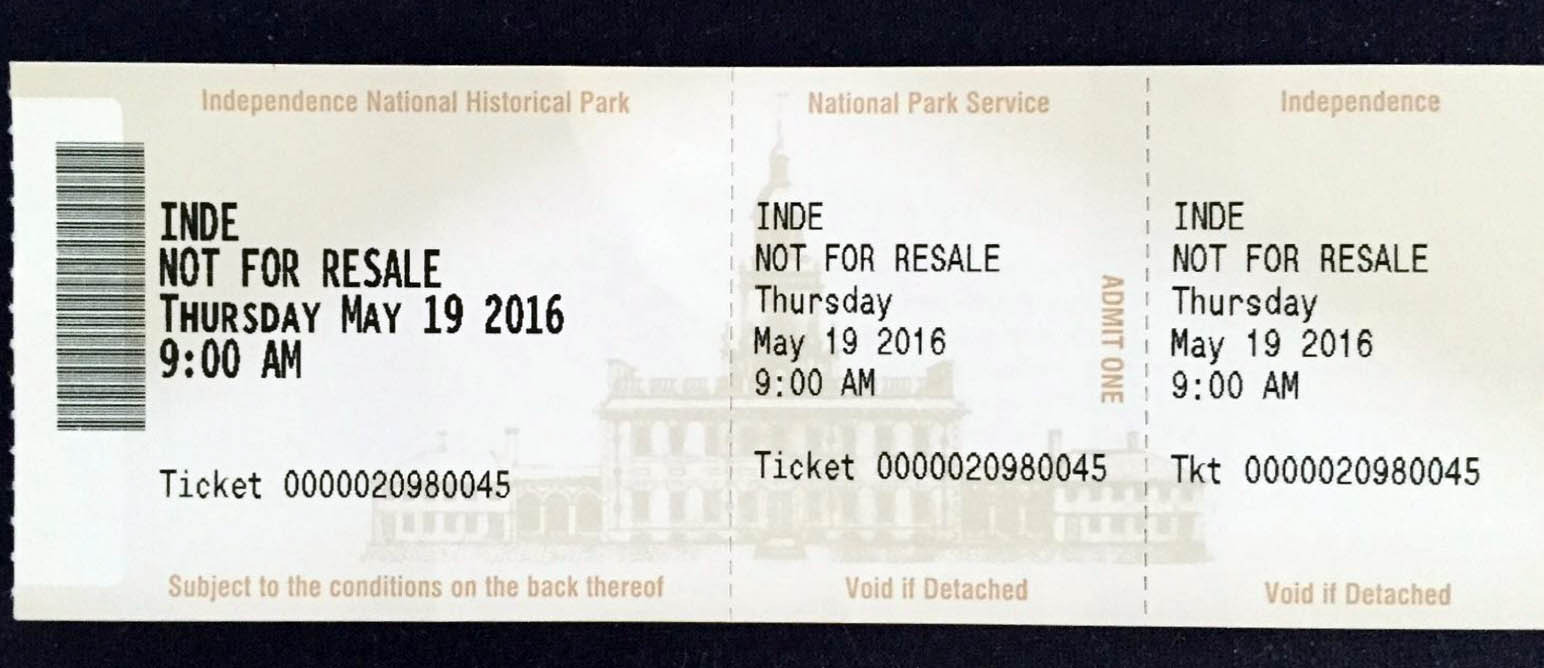 Independence National Historical Park
INDE
NOT FOR RESALE
THURSDAY MAY 19 2016
9:00 AM
Ticket 0000020980045
Subject to the conditions on the back thereof
National Park Service
INDE
NOT FOR RESALE
Thursday
May 19 2016
9:00 AM
ADMIT ONE
Ticket 0000020980045
Void if Detached
Independence
INDE
NOT FOR RESALE
Thursday
May 19 2016
9:00 AM
Tkt 0000020980045
Void if Detached